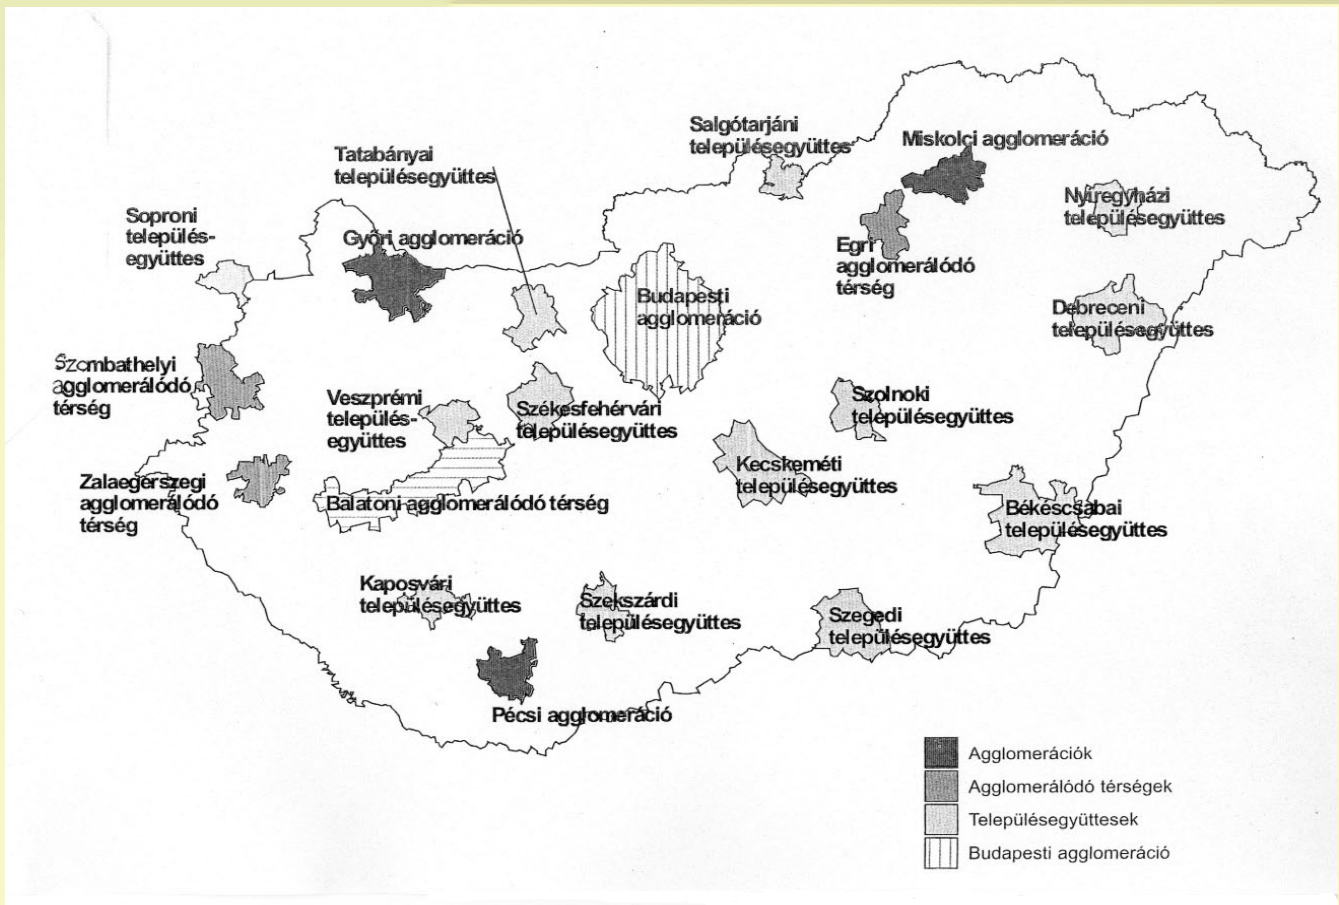 Salgótarjáni
településegyüttes
Miskolci agglomeráció
Tatabányai
településegyüttes
Nyíregyházi
településegyüttes
Soproni
település-
együttes
Győri agglomeráció
Egri
agglomerálódó
térség
Budapesti
agglomeráció
Debreceni
településegyüttes
Szombathelyi
agglomerálódó
térség
Veszprémi
település-
együttes
Székesfehérvári
településegyüttes
Szolnoki
településegyüttes
Kecskeméti
településegyüttes
Zalaegerszegi
agglomerálódó
térség
Balatoni agglomerálódó térség
Békéscsabai
településegyüttes
Kaposvári
településegyüttes
Szekszárdi
településegyüttes
Szegedi
településegyüttes
Pécsi agglomeráció
Agglomerációk
Agglomerálódó térségek
Településegyüttesek
Budapesti agglomeráció